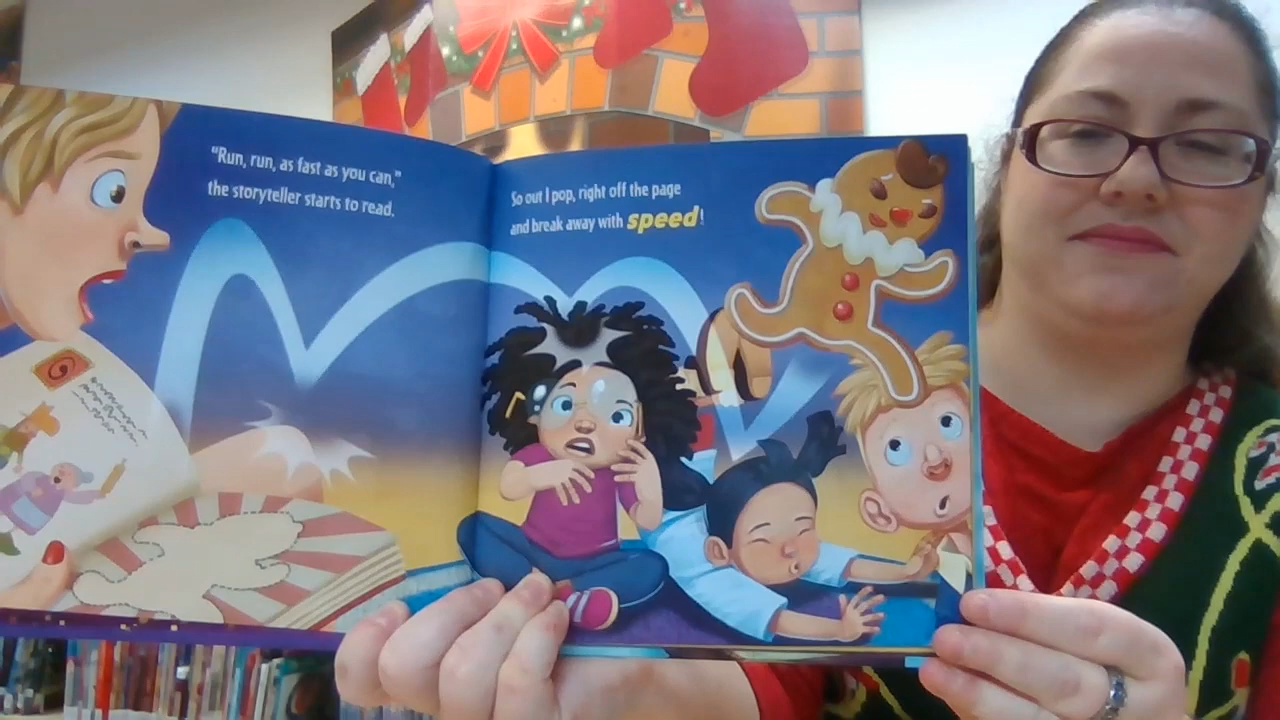 "Run, run, as fast as you can,"
the storyteller starts to read.
So out I pop, right off the page
and break away with speed!